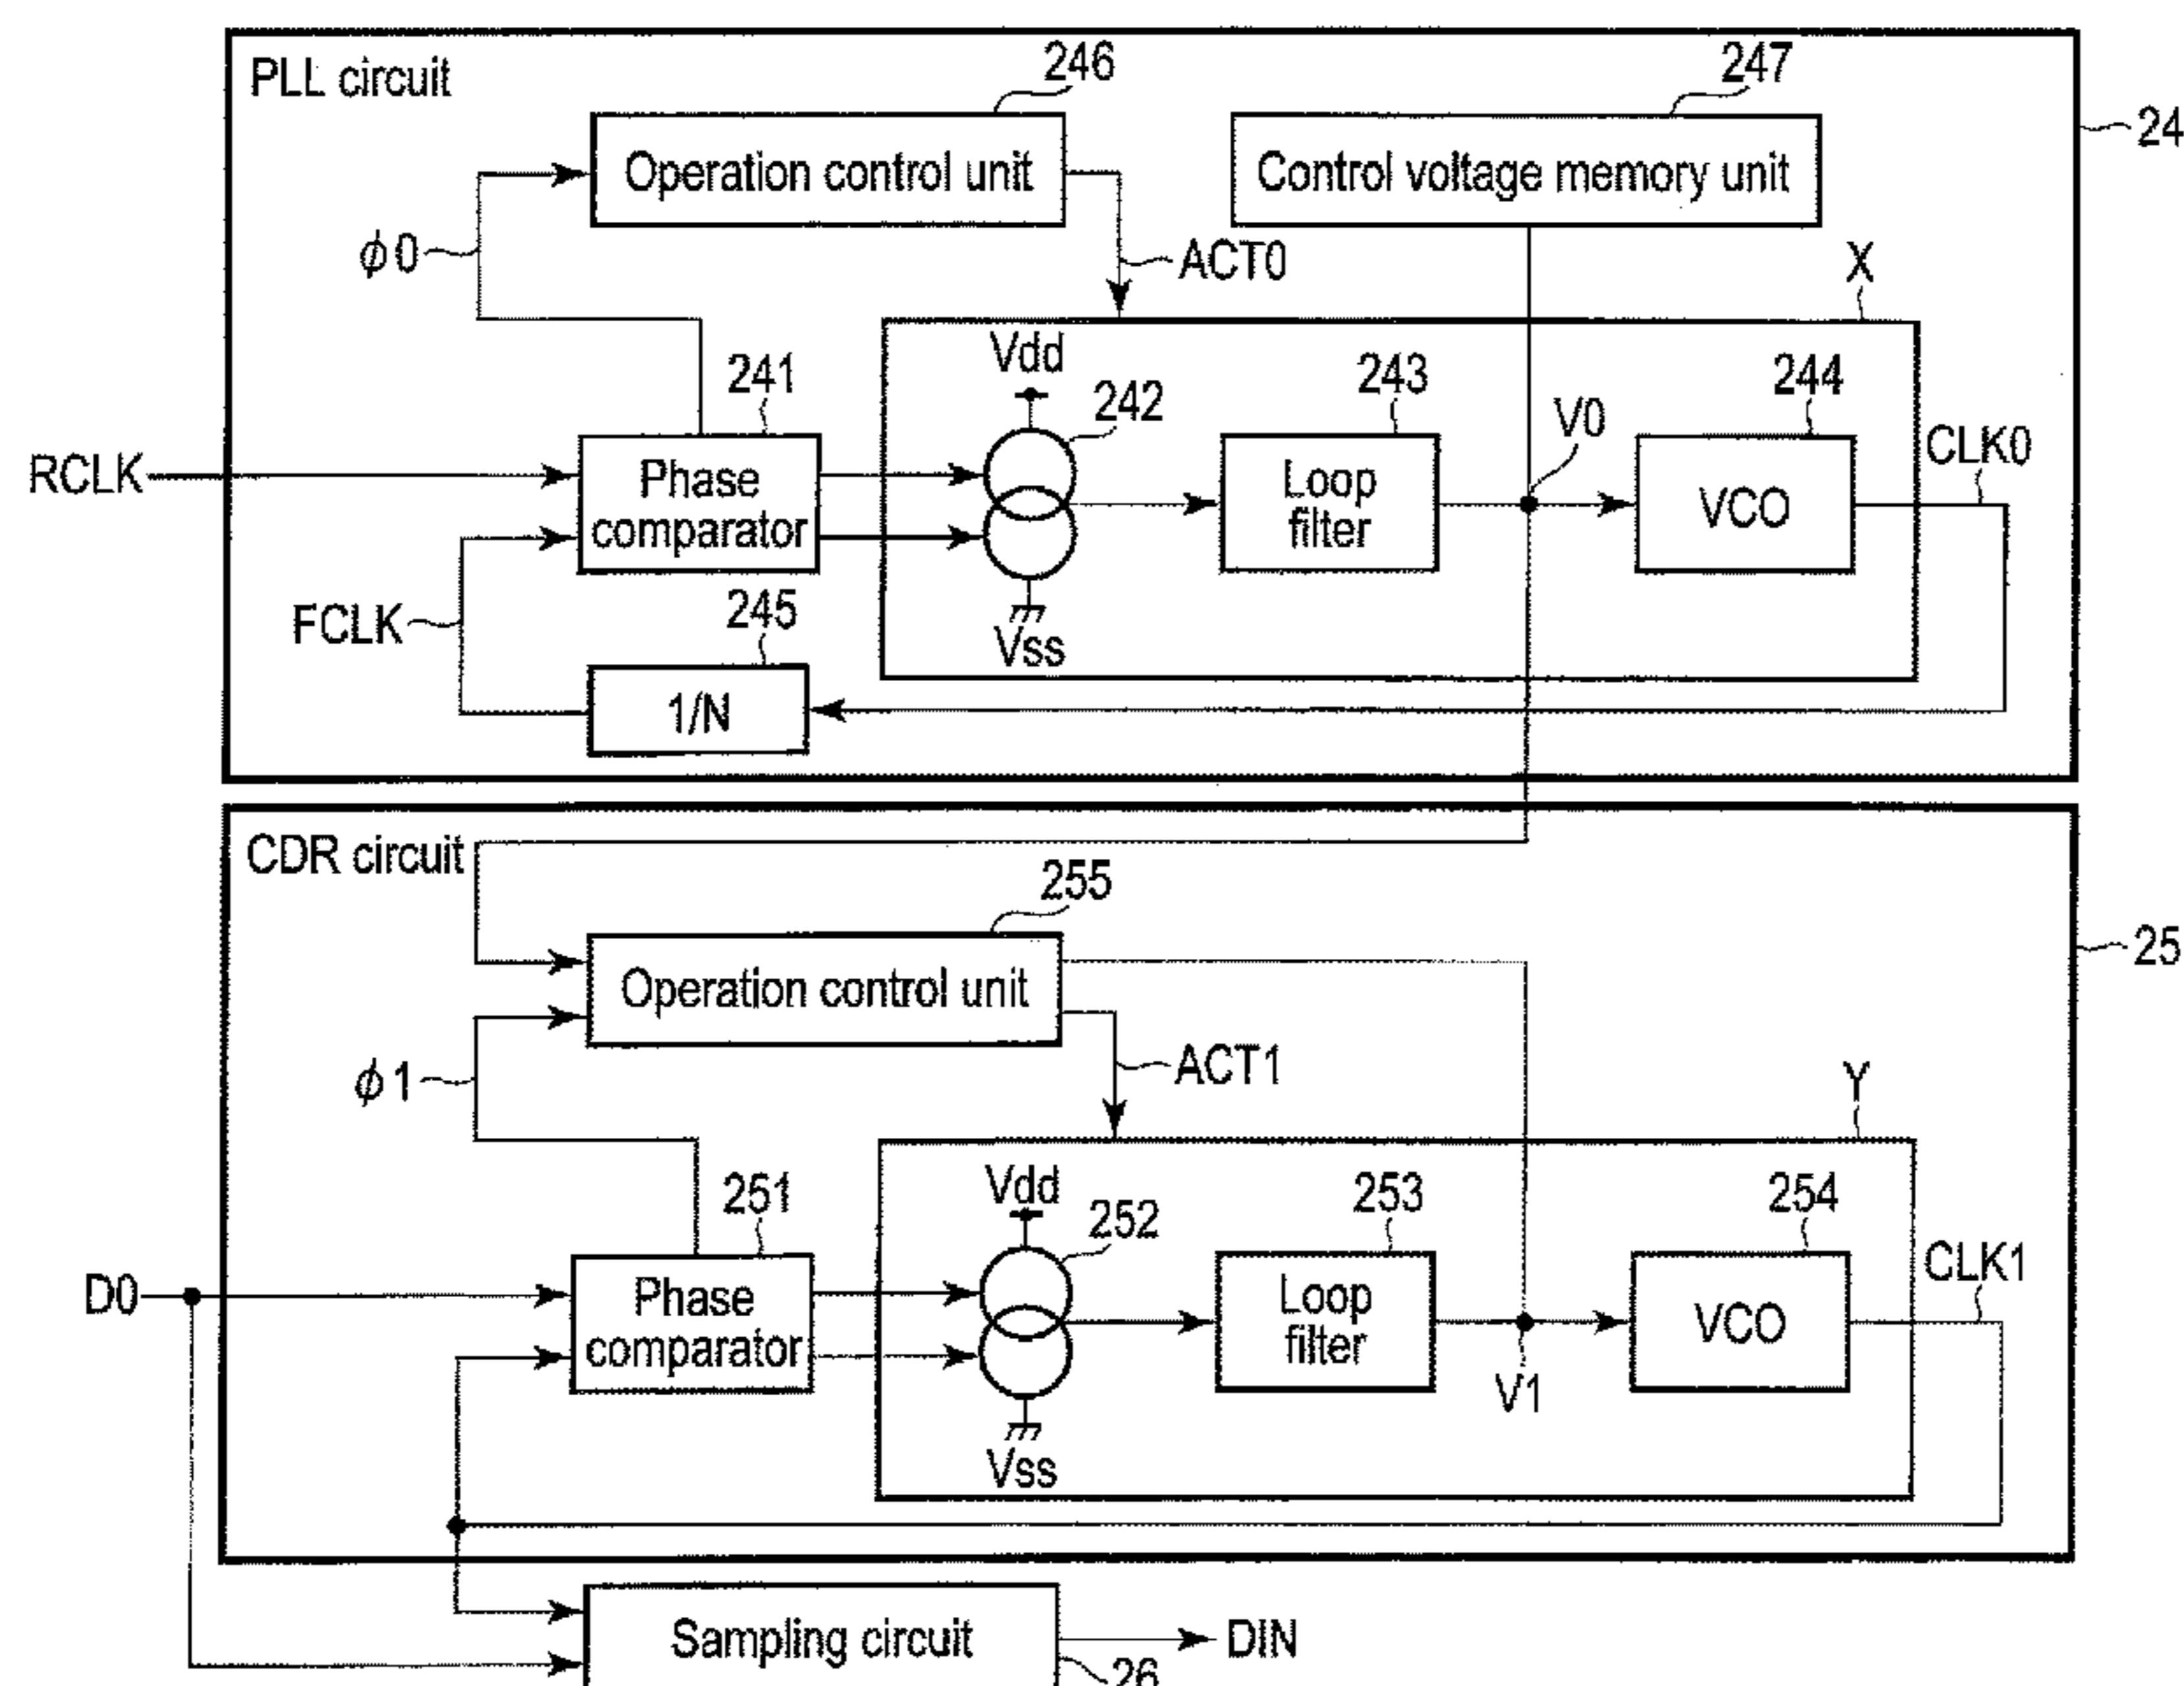 PLL circuit
246
247
24
Operation control unit
Control voltage memory unit
ϕ0
ACT0
X
Vdd
241
242
243
V0
244
CLK0
RCLK
Phase
comparator
Loop
filter
VCO
FCLK
245
Vss
1/N
CDR circuit
255
25
Operation control unit
ϕ1
ACT1
Y
Vdd
251
252
253
254
CLK1
D0
Phase
comparator
Loop
filter
VCO
V1
Vss
Sampling circuit
DIN
26